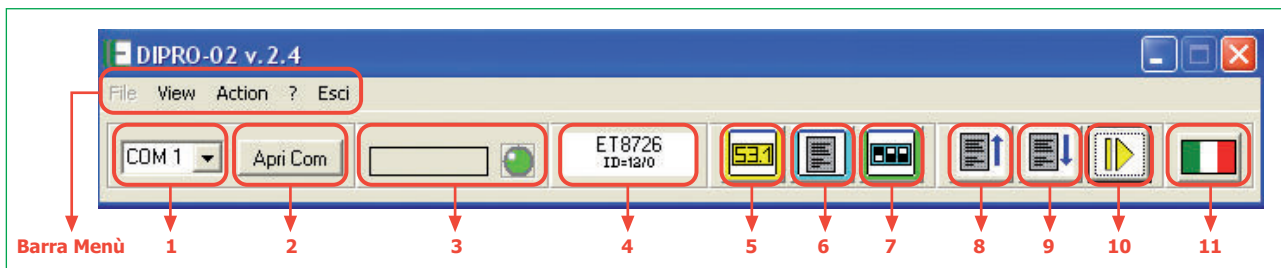 DIPRO-02 v.2.4
File View Action ? Esci
COM 1 Apri Com ET8726
ID=12/0
53.1
Barra Menù 1 2 3 4 5 6 7 8 9 10 11